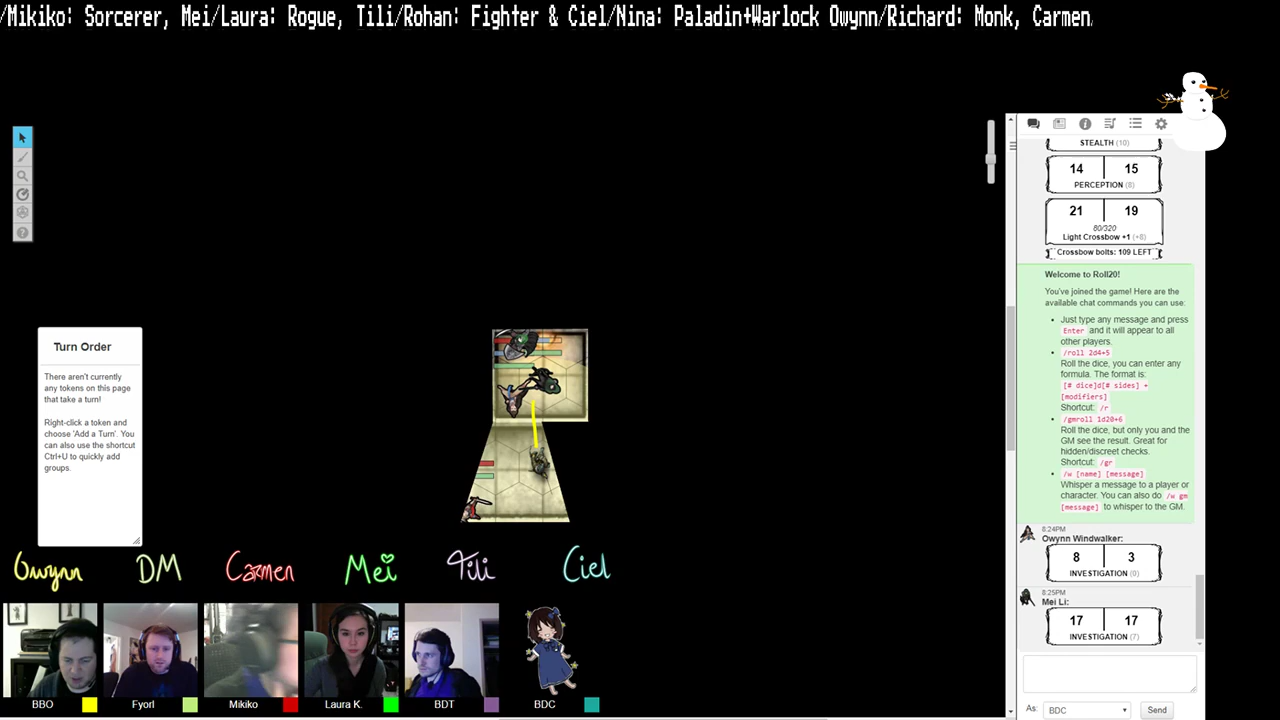 /Mikiko: Sorcerer, Mei/Laura: Rogue, Tili/Rohan: Fighter & Ciel/Nina: Paladin+Warlock Owynn/Richard: Monk, Carmen
STEALTH (10)
14 15
PERCEPTION (8)
21 19
80/320
Light Crossbow +1 (+8)
Crossbow bolts: 109 LEFT
Welcome to Roll20!
You've joined the game! Here are the
available chat commands you can use:
Just type any message and press
Enter and it will appear to all
other players.
/roll 2d4+5
Roll the dice, you can enter any
formula. The format is:
[# dice]d[# sides] +
[modifiers]
Shortcut: /r
/gmroll 1d20+6
Roll the dice, but only you and the
GM see the result. Great for
hidden/discreet checks.
Shortcut: /gr
/w [name] [message]
Whisper a message to a player or
character. You can also do /w gm
[message] to whisper to the GM.
8:24PM
Owynn Windwalker:
8 3
INVESTIGATION (0)
8:25PM
Mei Li:
17 17
INVESTIGATION (7)
As: BDC Send
Turn Order
There aren't currently
any tokens on this page
that take a turn!
Right-click a token and
choose 'Add a Turn'. You
can also use the shortcut
Ctrl+U to quickly add
groups.
Owynn DM Carmen Mei Tili Ciel
BBO Fyorl Mikiko Laura K. BDT BDC